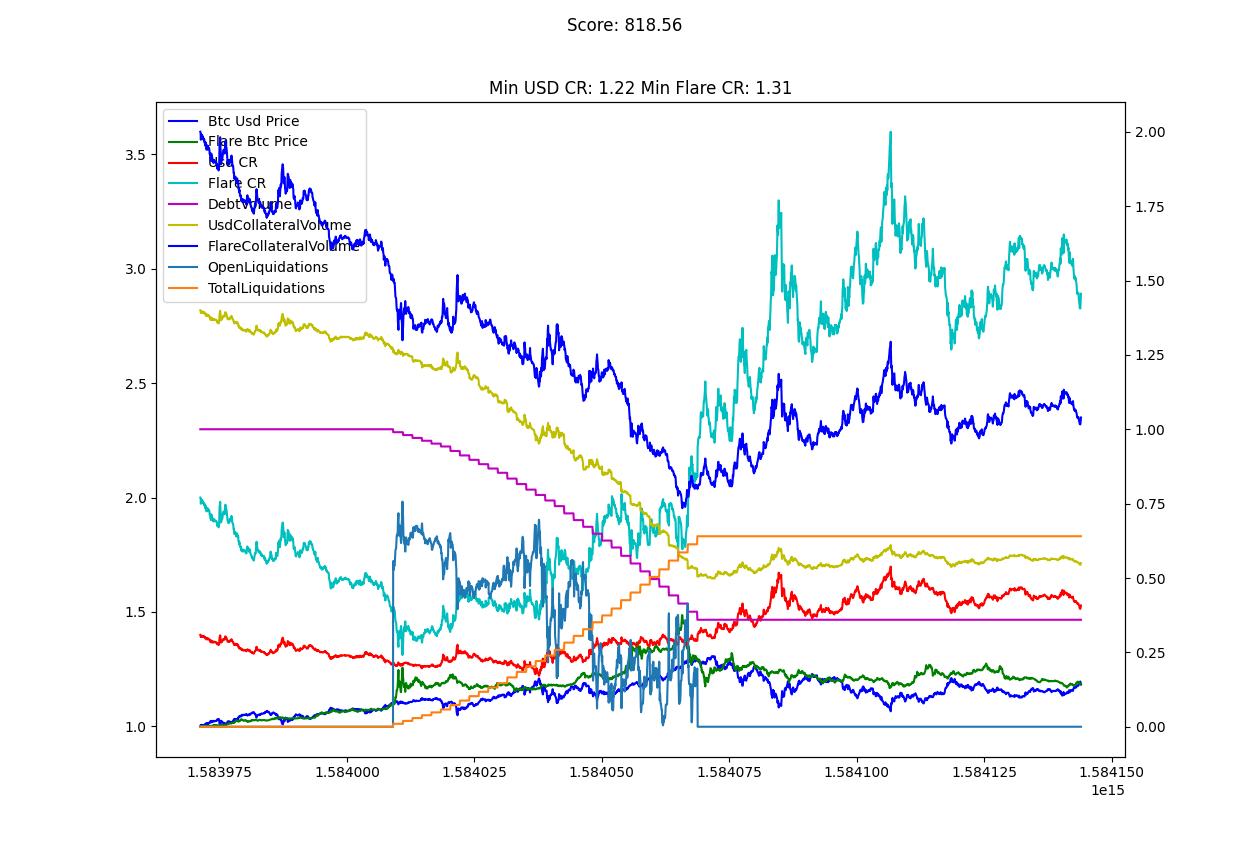 Score: 818.56
Min USD CR: 1.22 Min Flare CR: 1.31
Btc Usd Price
Flare Btc Price
Usd CR
Flare CR
DebtVolume
UsdCollateralVolume
FlareCollateralVolume
OpenLiquidations
TotalLiquidations
3.5
3.0
2.5
2.0
1.5
1.0
2.00
1.75
1.50
1.25
1.00
0.75
0.50
0.25
0.00
1.583975
1.584000
1.584025
1.584050
1.584075
1.584100
1.584125
1.584150
1e15